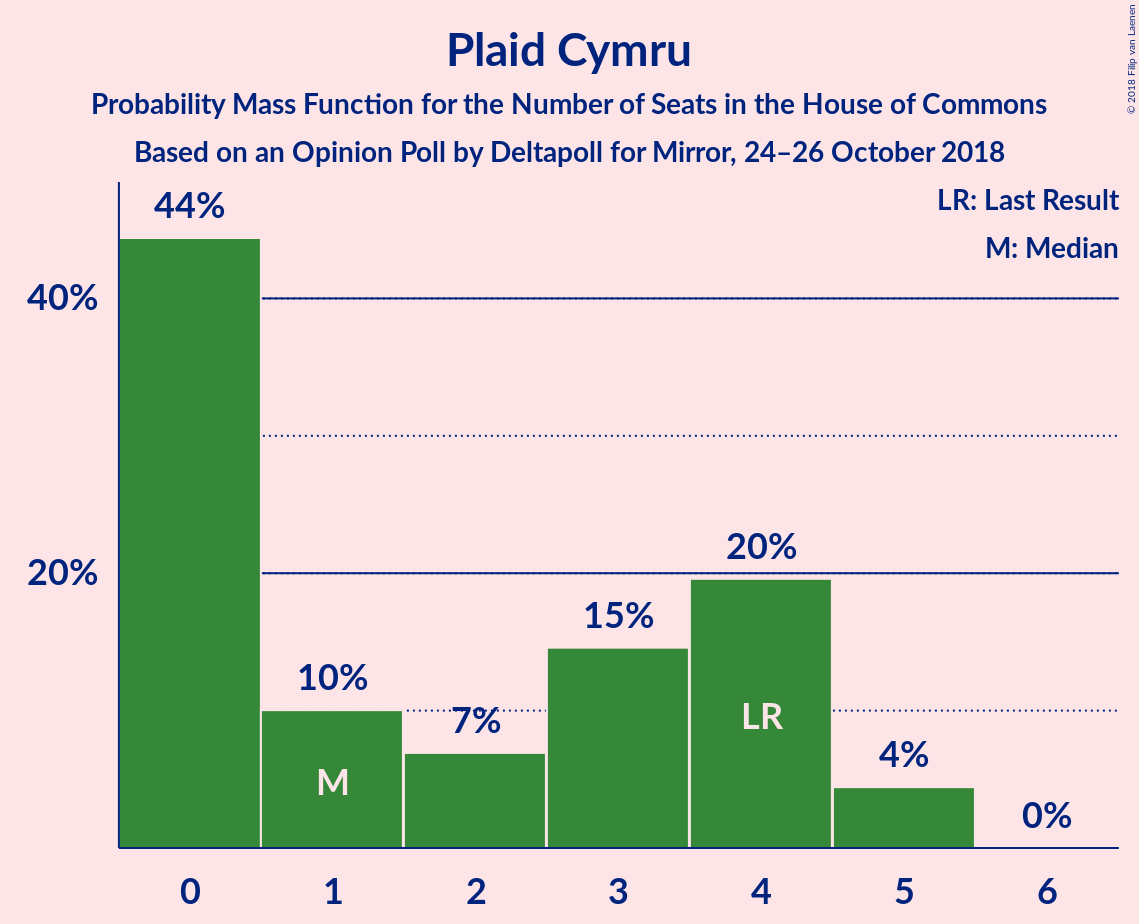 Plaid Cymru
Probability Mass Function for the Number of Seats in the House of Commons
Based on an Opinion Poll by Deltapoll for Mirror, 24–26 October 2018
© 2018 Filip van Laenen
LR: Last Result
M: Median
44%
40%
20%
20%
15%
10%
7%
LR
4%
M
0%
0 1 2 3 4 5 6